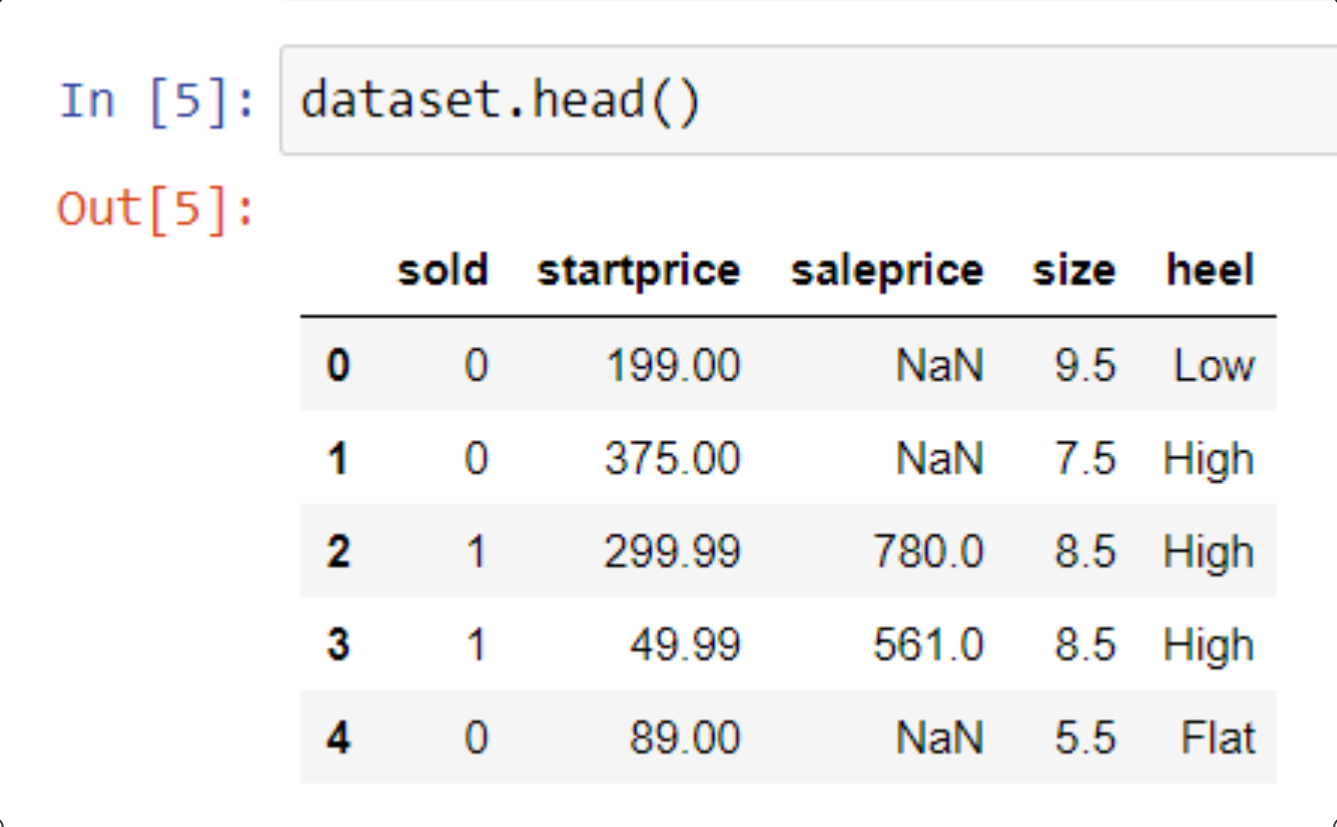 In [5]: dataset.head()
Out[5]:
sold startprice saleprice size heel
0 0 199.00 NaN 9.5 Low
1 0 375.00 NaN 7.5 High
2 1 299.99 780.0 8.5 High
3 1 49.99 561.0 8.5 High
4 0 89.00 NaN 5.5 Flat